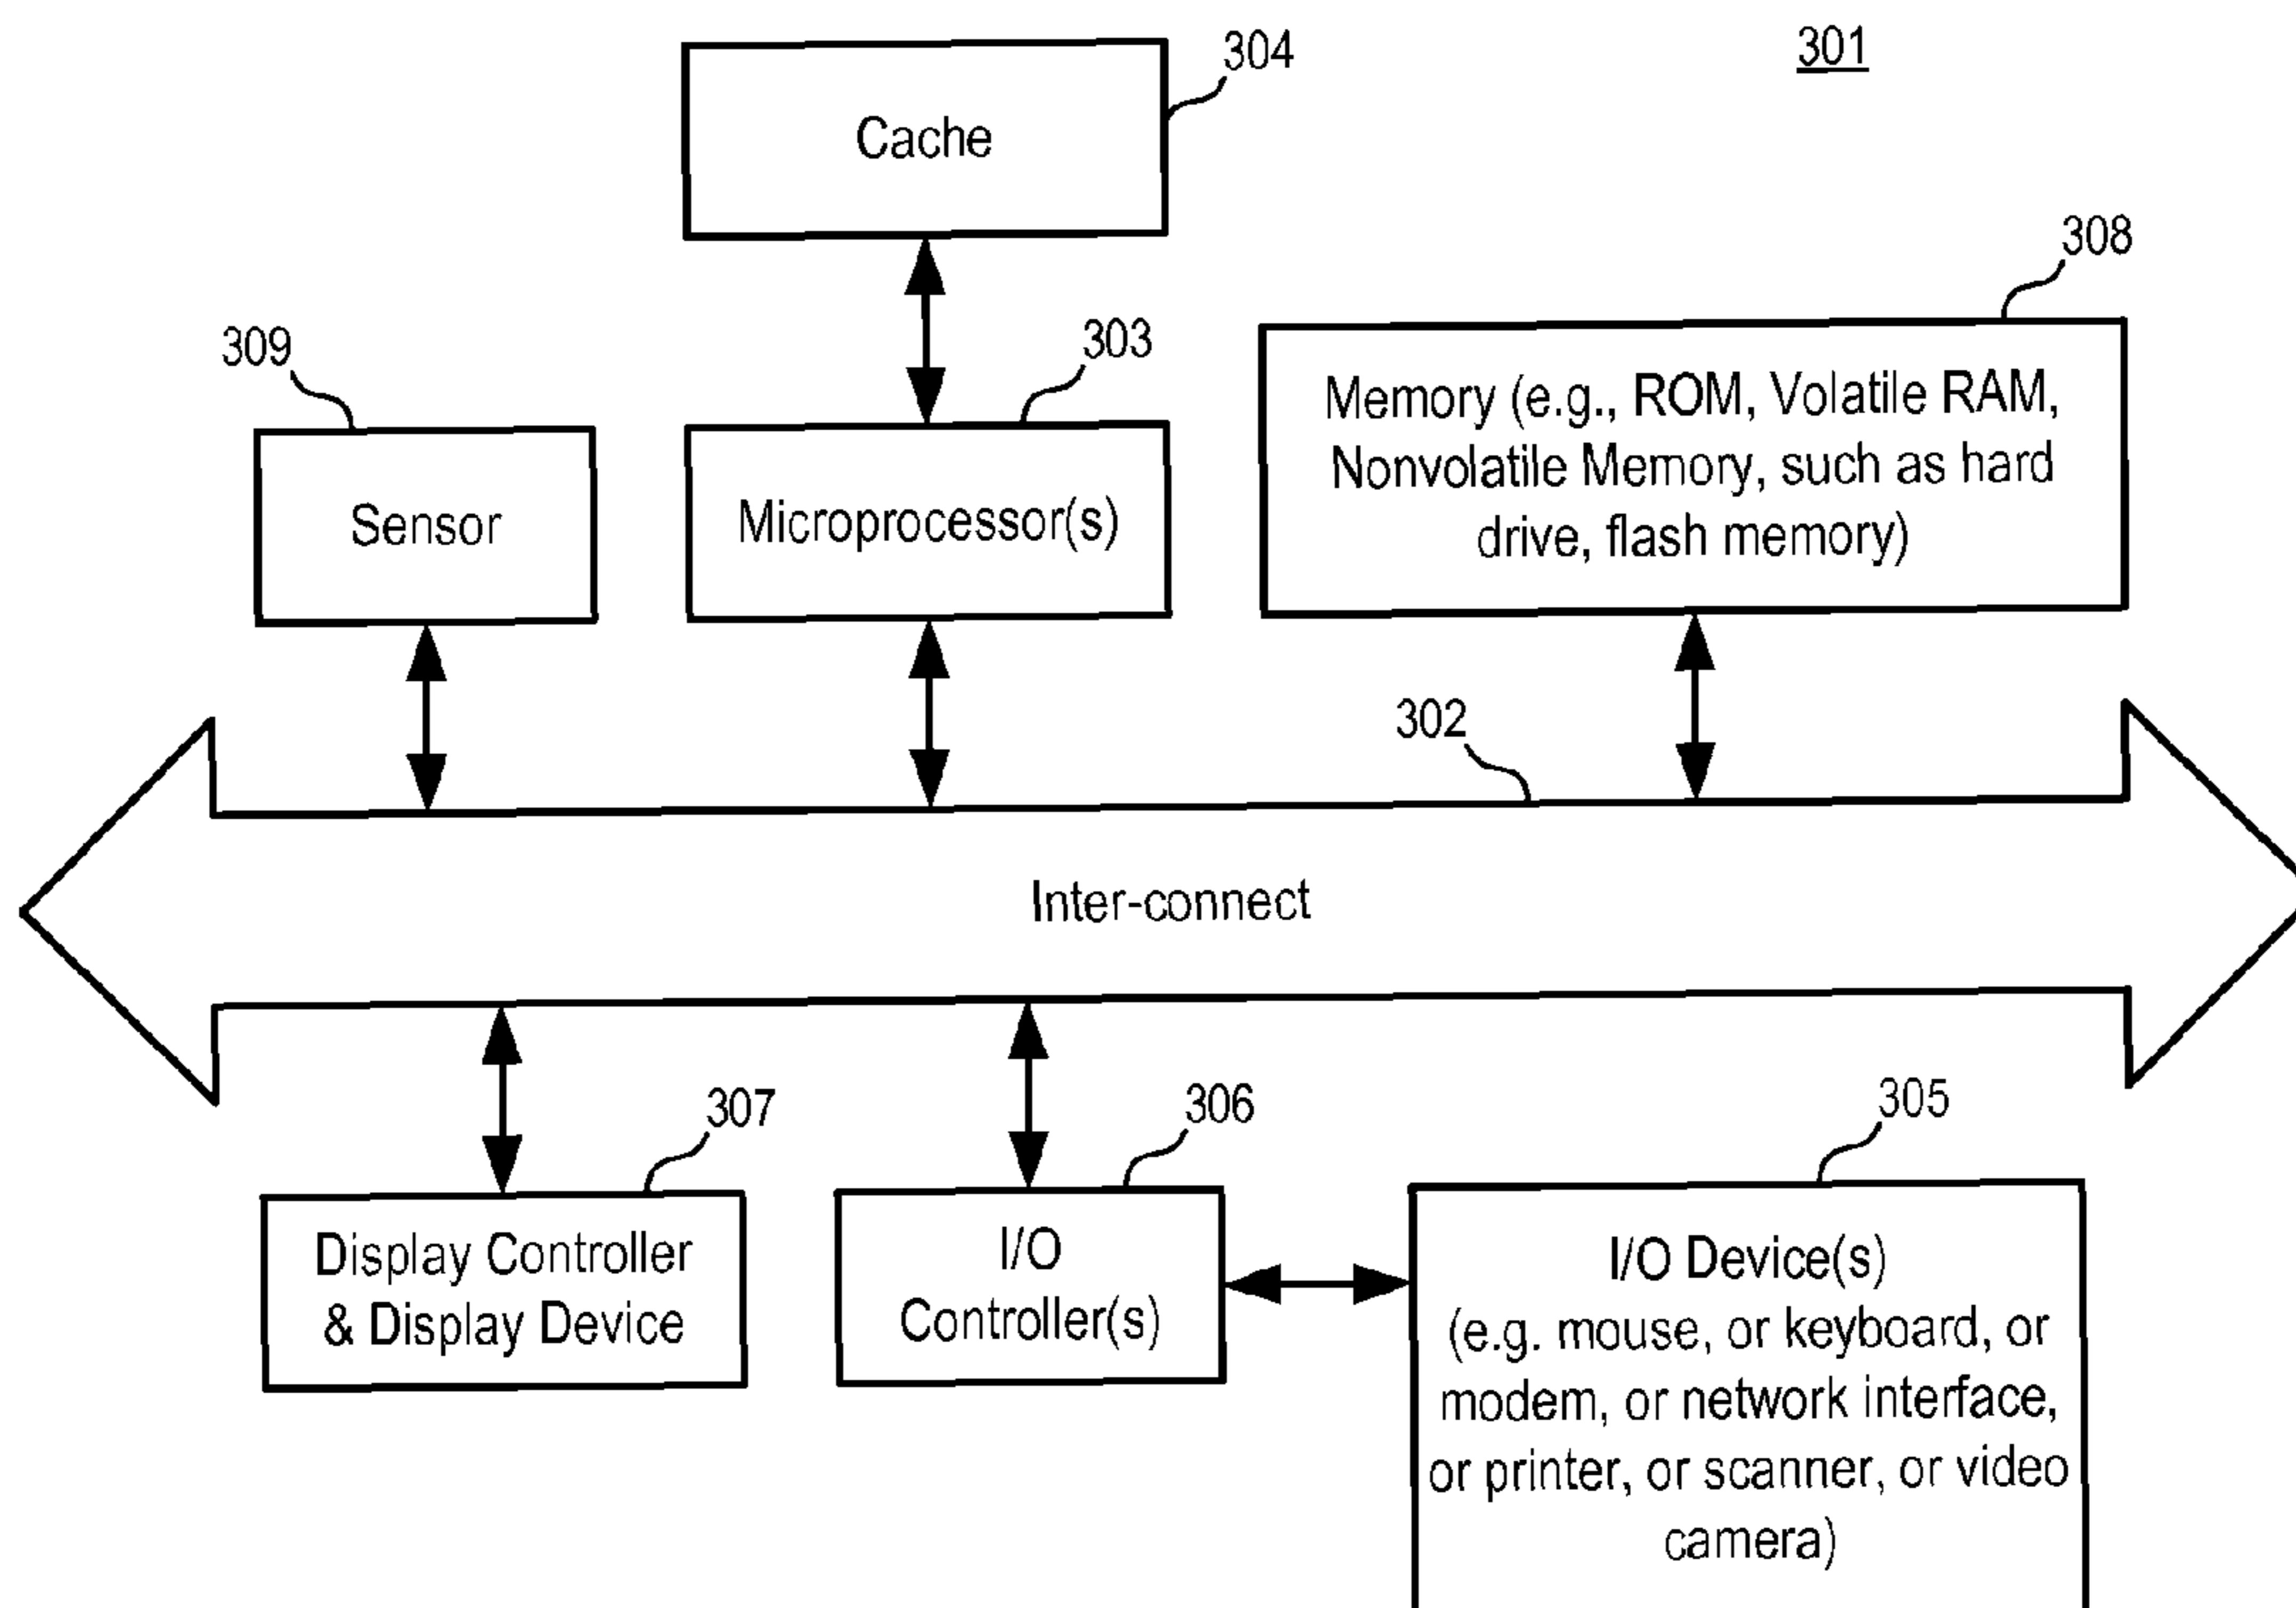 301
304
Cache
308
309
303
Memory (e.g., ROM, Volatile RAM,
Nonvolatile Memory, such as hard
drive, flash memory)
Sensor
Microprocessor(s)
302
Inter-connect
307
306
305
Display Controller
& Display Device
I/O
Controller(s)
I/O Device(s)
(e.g. mouse, or keyboard, or
modem, or network interface,
or printer, or scanner, or video
camera)